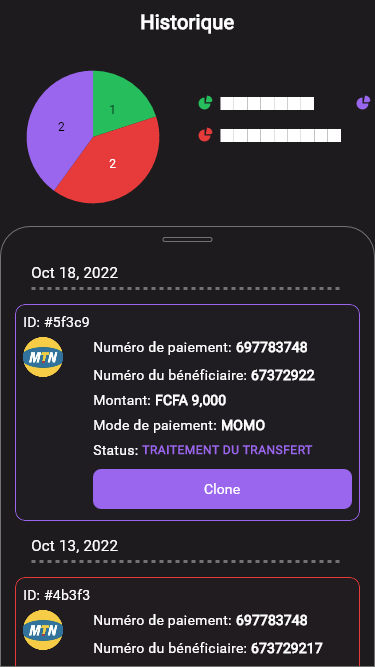 Historique
1
2
2
Oct 18, 2022
ID: #5f3c9
MTN
Numéro de paiement: 697783748
Numéro du bénéficiaire: 67372922
Montant: FCFA 9,000
Mode de paiement: MOMO
Status: TRAITEMENT DU TRANSFERT
Clone
Oct 13, 2022
ID: #4b3f3
MTN
Numéro de paiement: 697783748
Numéro du bénéficiaire: 673729217